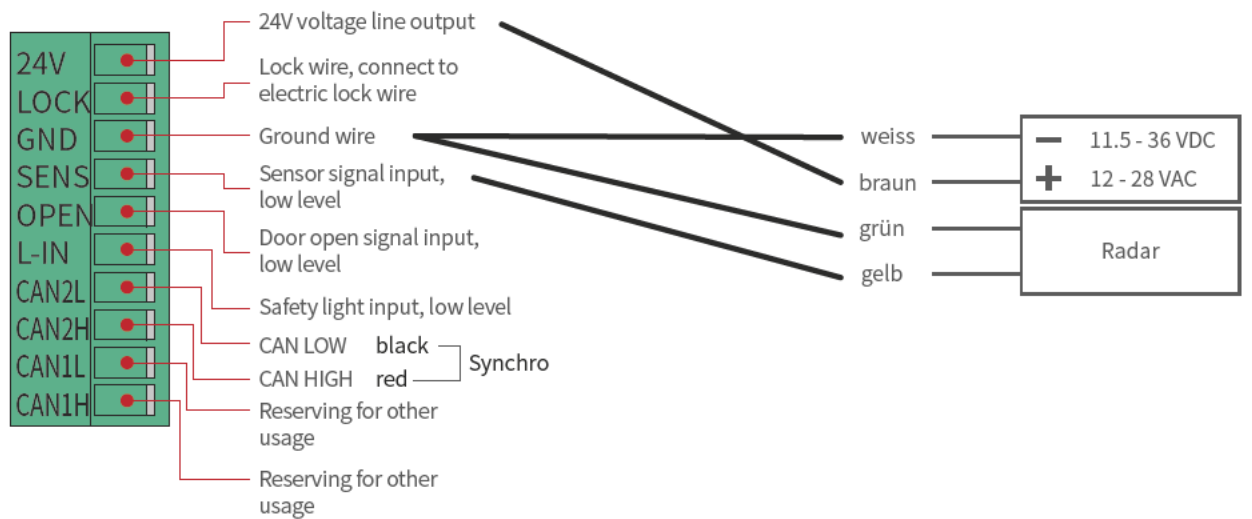 24V
LOCK
GND
SENS
OPEN
L-IN
CAN2L
CAN2H
CAN1L
CAN1H
24V voltage line output
Lock wire, connect to
electric lock wire
Ground wire
Sensor signal input,
low level
Door open signal input,
low level
Safety light input, low level
CAN LOW black
CAN HIGH red
Synchro
Reserving for other
usage
Reserving for other
usage
weiss
braun
grün
gelb
− 11.5 - 36 VDC
+ 12 - 28 VAC
Radar